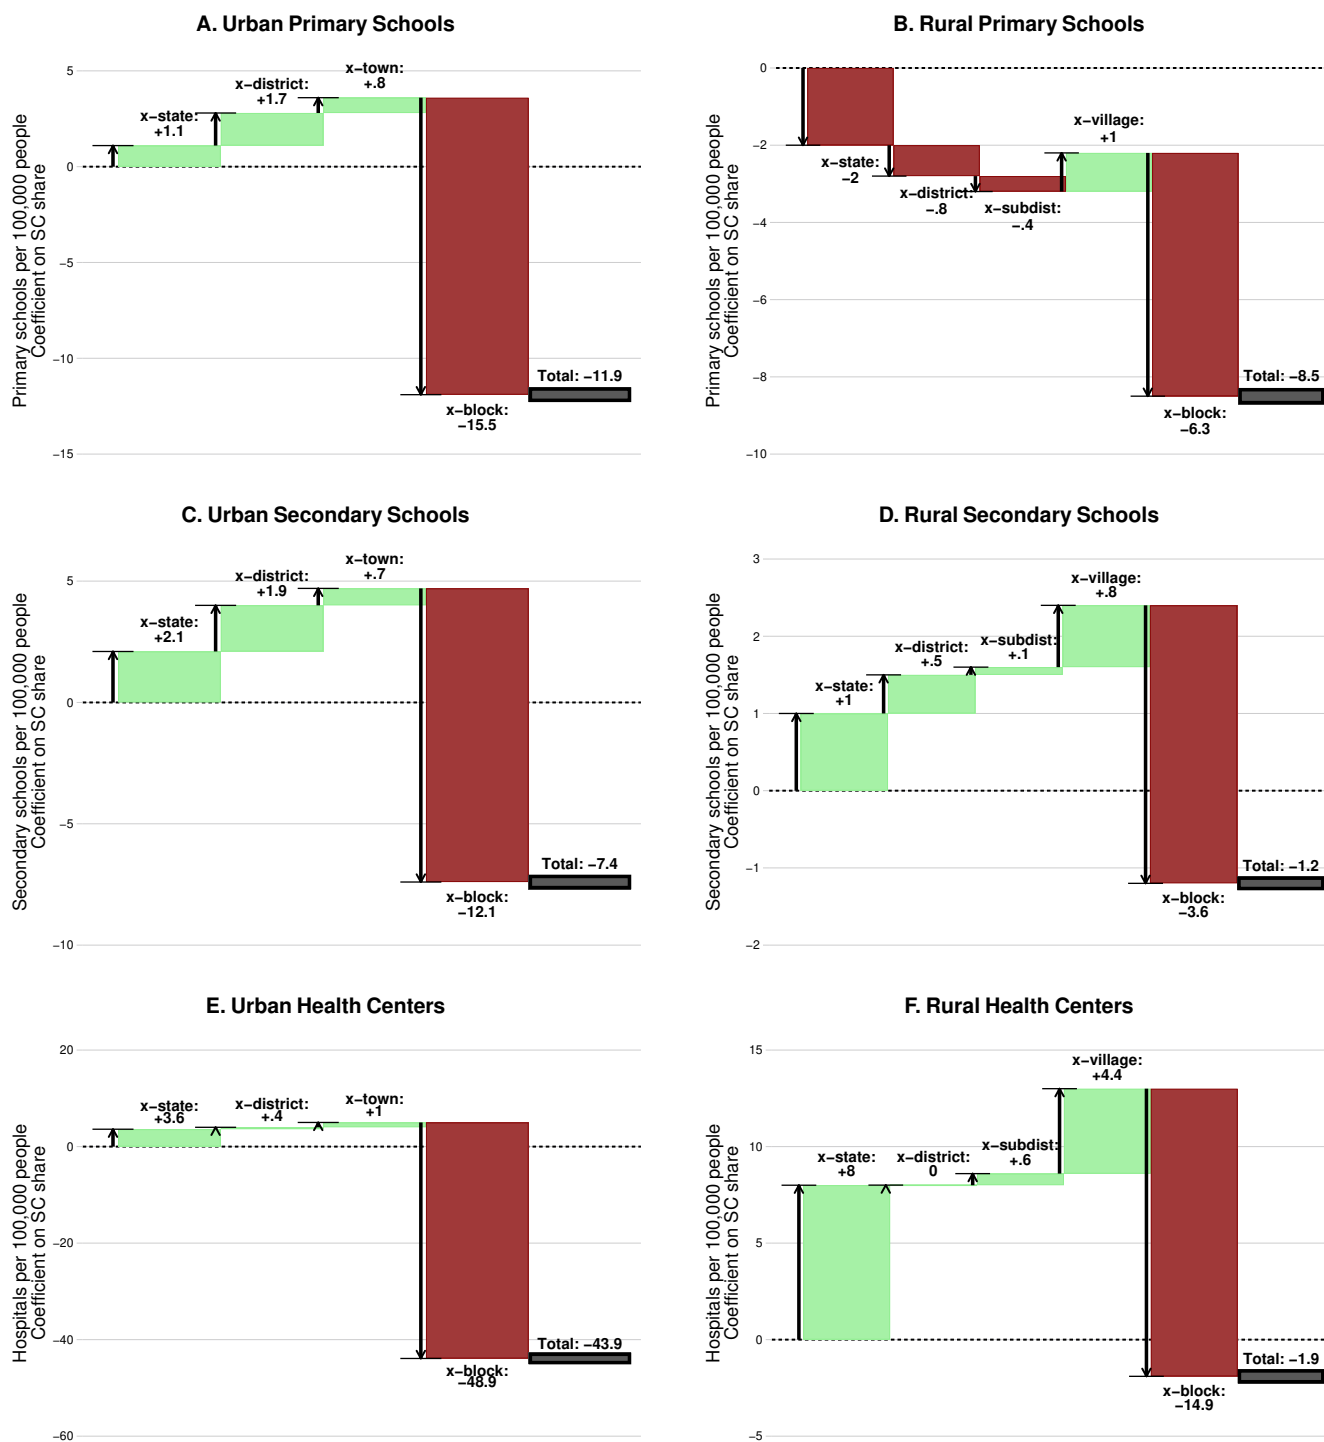 A. Urban Primary Schools
Primary schools per 100,000 people
Coefficient on SC share
5
0
−5
−10
−15
x−state:
+1.1
x−district:
+1.7
x−town:
+.8
x−block:
−15.5
Total: −11.9
B. Rural Primary Schools
Primary schools per 100,000 people
Coefficient on SC share
0
−2
−4
−6
−8
−10
x−state:
−2
x−district:
−.8
x−subdist:
−.4
x−village:
+1
x−block:
−6.3
Total: −8.5
C. Urban Secondary Schools
Secondary schools per 100,000 people
Coefficient on SC share
5
0
−5
−10
x−state:
+2.1
x−district:
+1.9
x−town:
+.7
x−block:
−12.1
Total: −7.4
D. Rural Secondary Schools
Secondary schools per 100,000 people
Coefficient on SC share
3
2
1
0
−1
−2
x−state:
+1
x−district:
+.5
x−subdist:
+.1
x−village:
+.8
x−block:
−3.6
Total: −1.2
E. Urban Health Centers
Hospitals per 100,000 people
Coefficient on SC share
20
0
−20
−40
−60
x−state:
+3.6
x−district:
+.4
x−town:
+1
x−block:
−48.9
Total: −43.9
F. Rural Health Centers
Hospitals per 100,000 people
Coefficient on SC share
15
10
5
0
−5
x−state:
+8
x−district:
0
x−subdist:
+.6
x−village:
+4.4
x−block:
−14.9
Total: −1.9